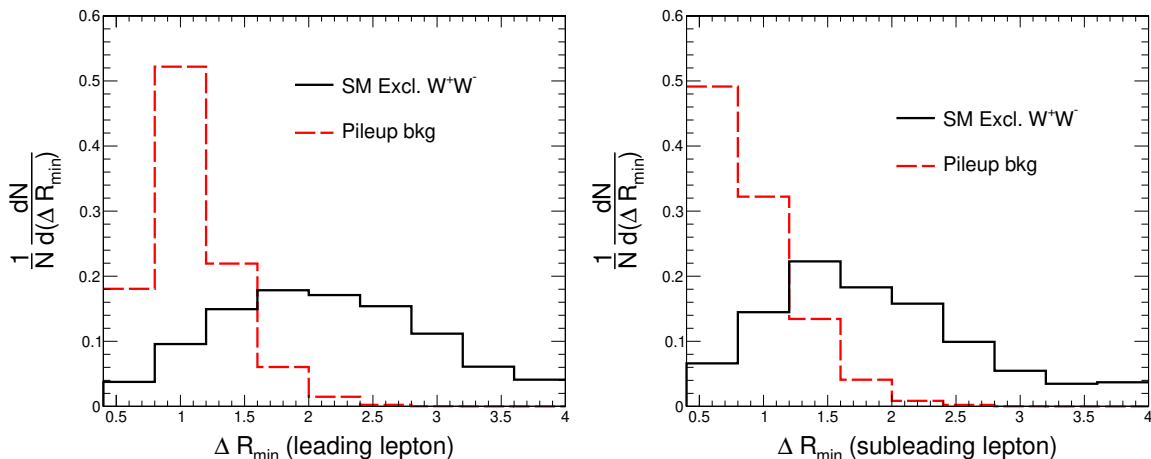 0.6
0.5
0.4
0.3
0.2
0.1
0
0.5 1 1.5 2 2.5 3 3.5 4
Δ R_min (leading lepton)
1/N dN/d(Δ R_min)
SM Excl. W⁺W⁻
Pileup bkg
0.6
0.5
0.4
0.3
0.2
0.1
0
0.5 1 1.5 2 2.5 3 3.5 4
Δ R_min (subleading lepton)
1/N dN/d(Δ R_min)
SM Excl. W⁺W⁻
Pileup bkg